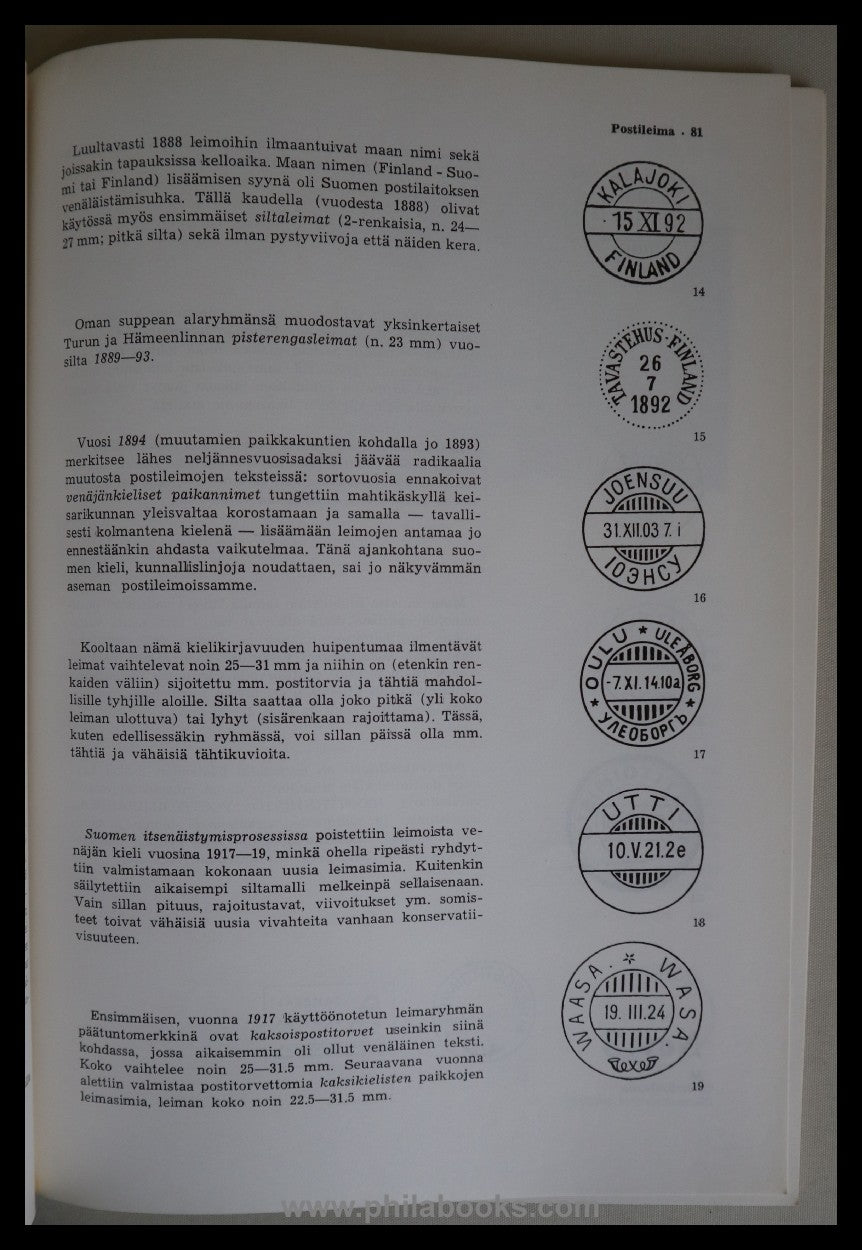 Postileima . 81
Luultavasti 1888 leimoihin ilmaantuivat maan nimi sekä
joissakin tapauksissa kelloaika. Maan nimen (Finland - Suo-
mi tai Finland) lisäämisen syynä oli Suomen postilaitoksen
venäläistämisuhka. Tällä kaudella (vuodesta 1888) olivat
käytössä myös ensimmäiset siltaleimat (2-renkaisia, n. 24—
27 mm; pitkä silta) sekä ilman pystyviivoja että näiden kera.
KALAJOKI
15 XI 92
FINLAND
14
Oman suppean alaryhmänsä muodostavat yksinkertaiset
Turun ja Hämeenlinnan pisterengasleimat (n. 23 mm) vuo-
silta 1889—93.
TAVASTEHUS-FINLAND
26
7
1892
15
Vuosi 1894 (muutamien paikkakuntien kohdalla jo 1893)
merkitsee lähes neljännesvuosisadaksi jäävää radikaalia
muutosta postileimojen teksteissä: sortovuosia ennakoivat
venäjänkieliset paikannimet tungettiin mahtikäskyllä kei-
sarikunnan yleisvaltaa korostamaan ja samalla — tavalli-
sesti kolmantena kielenä — lisäämään leimojen antamaa jo
ennestäänkin ahdasta vaikutelmaa. Tänä ajankohtana suo-
men kieli, kunnallislinjoja noudattaen, sai jo näkyvämmän
aseman postileimoissamme.
JOENSUU
31.XII.03 7. i
ІОЭНСУ
16
Kooltaan nämä kielikirjavuuden huipentumaa ilmentävät
leimat vaihtelevat noin 25—31 mm ja niihin on (etenkin ren-
kaiden väliin) sijoitettu mm. postitorvia ja tähtiä mahdol-
lisille tyhjille aloille. Silta saattaa olla joko pitkä (yli koko
leiman ulottuva) tai lyhyt (sisärenkaan rajoittama). Tässä,
kuten edellisessäkin ryhmässä, voi sillan päissä olla mm.
tähtiä ja vähäisiä tähtikuvioita.
OULU * ULEÅBORG
-7.XI.14.10a
* УЛЕОБОРГЪ *
17
Suomen itsenäistymisprosessissa poistettiin leimoista ve-
näjän kieli vuosina 1917—19, minkä ohella ripeästi ryhdyt-
tiin valmistamaan kokonaan uusia leimasimia. Kuitenkin
säilytettiin aikaisempi siltamalli melkeinpä sellaisenaan.
Vain sillan pituus, rajoitustavat, viivoitukset ym. somis-
teet toivat vähäisiä uusia vivahteita vanhaan konservatii-
visuuteen.
UTTI
10.V.21.2e
18
Ensimmäisen, vuonna 1917 käyttöönotetun leimaryhmän
päätuntomerkkinä ovat kaksoispostitorvet useinkin siinä
kohdassa, jossa aikaisemmin oli ollut venäläinen teksti.
Koko vaihtelee noin 25—31.5 mm. Seuraavana vuonna
alettiin valmistaa postitorvettomia kaksikielisten paikkojen
leimasimia, leiman koko noin 22.5—31.5 mm.
WAASA. * WASA.
19. III.24
19
www.philabooks.com